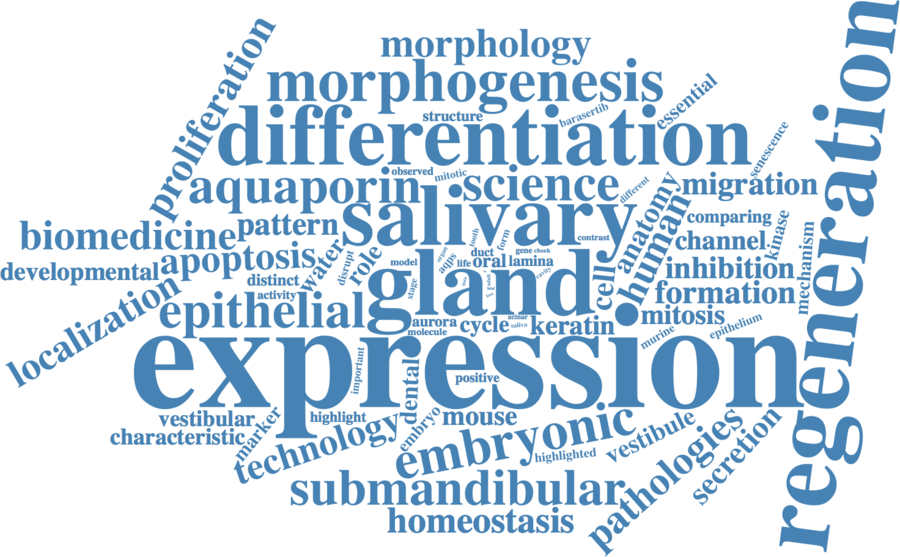 morphology
morphogenesis
proliferation
structure
barasertib
essential
differentiation
senescence
regeneration
observed
mitotic
aquaporin
science
different
anatomy
migration
salivary
human
comparing
biomedicine
pattern
contrast
channel
kinase
water
disrupt
role
organ
tooth
form
gene
cheek
duct
developmental
apoptosis
model
aqps
life
oral
lamina
cell
inhibition
mechanism
distinct
activity
stage
gland
cavity
formation
localization
epithelial
aurora
molecule
cycle
acinar
saliva
keratin
mitosis
murine
epithelium
expression
important
positive
dental
vestibular
highlight
characteristic
marker
embryo
mouse
technology
embryonic
highlighted
vestibule
pathologies
secretion
submandibular
homeostasis